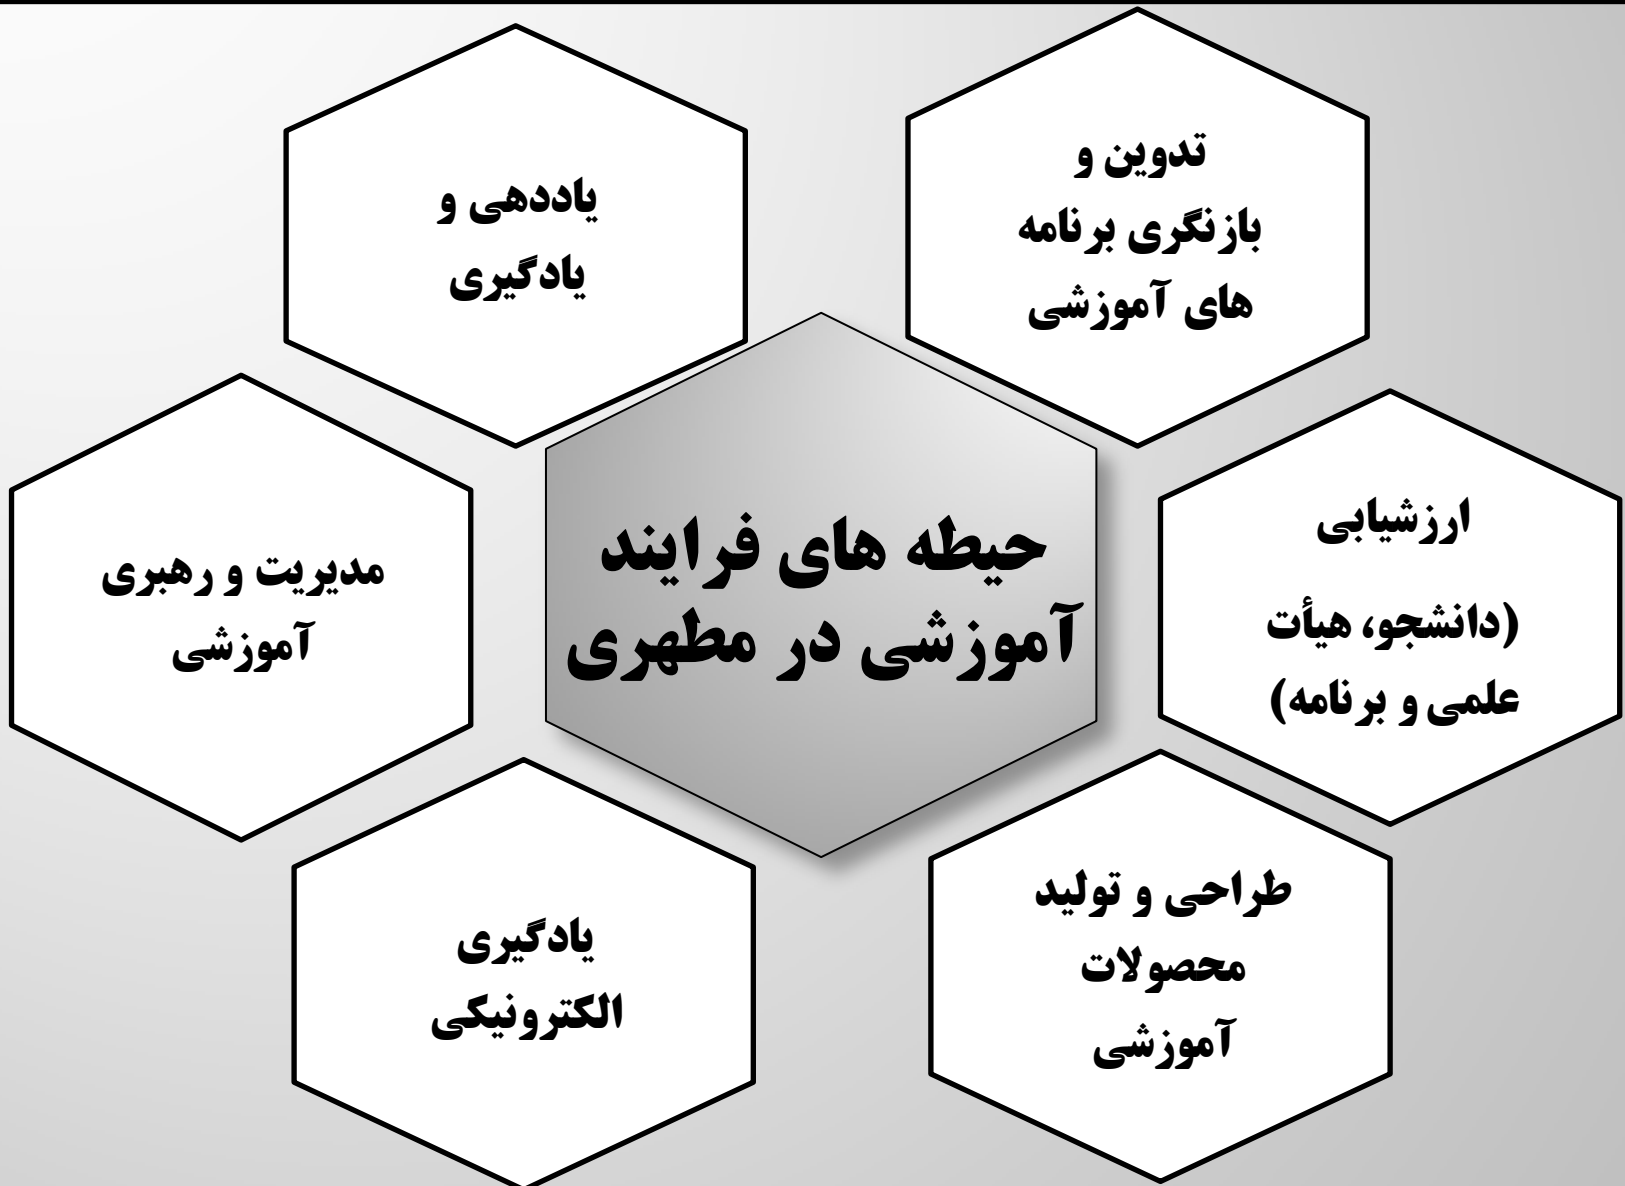 تدوین و
بازنگری برنامه
های آموزشی
یاددهی و
یادگیری
ارزشیابی
(دانشجو، هیأت
علمی و برنامه)
حیطه های فرایند
آموزشی در مطهری
مدیریت و رهبری
آموزشی
طراحی و تولید
محصولات
آموزشی
یادگیری
الکترونیکی